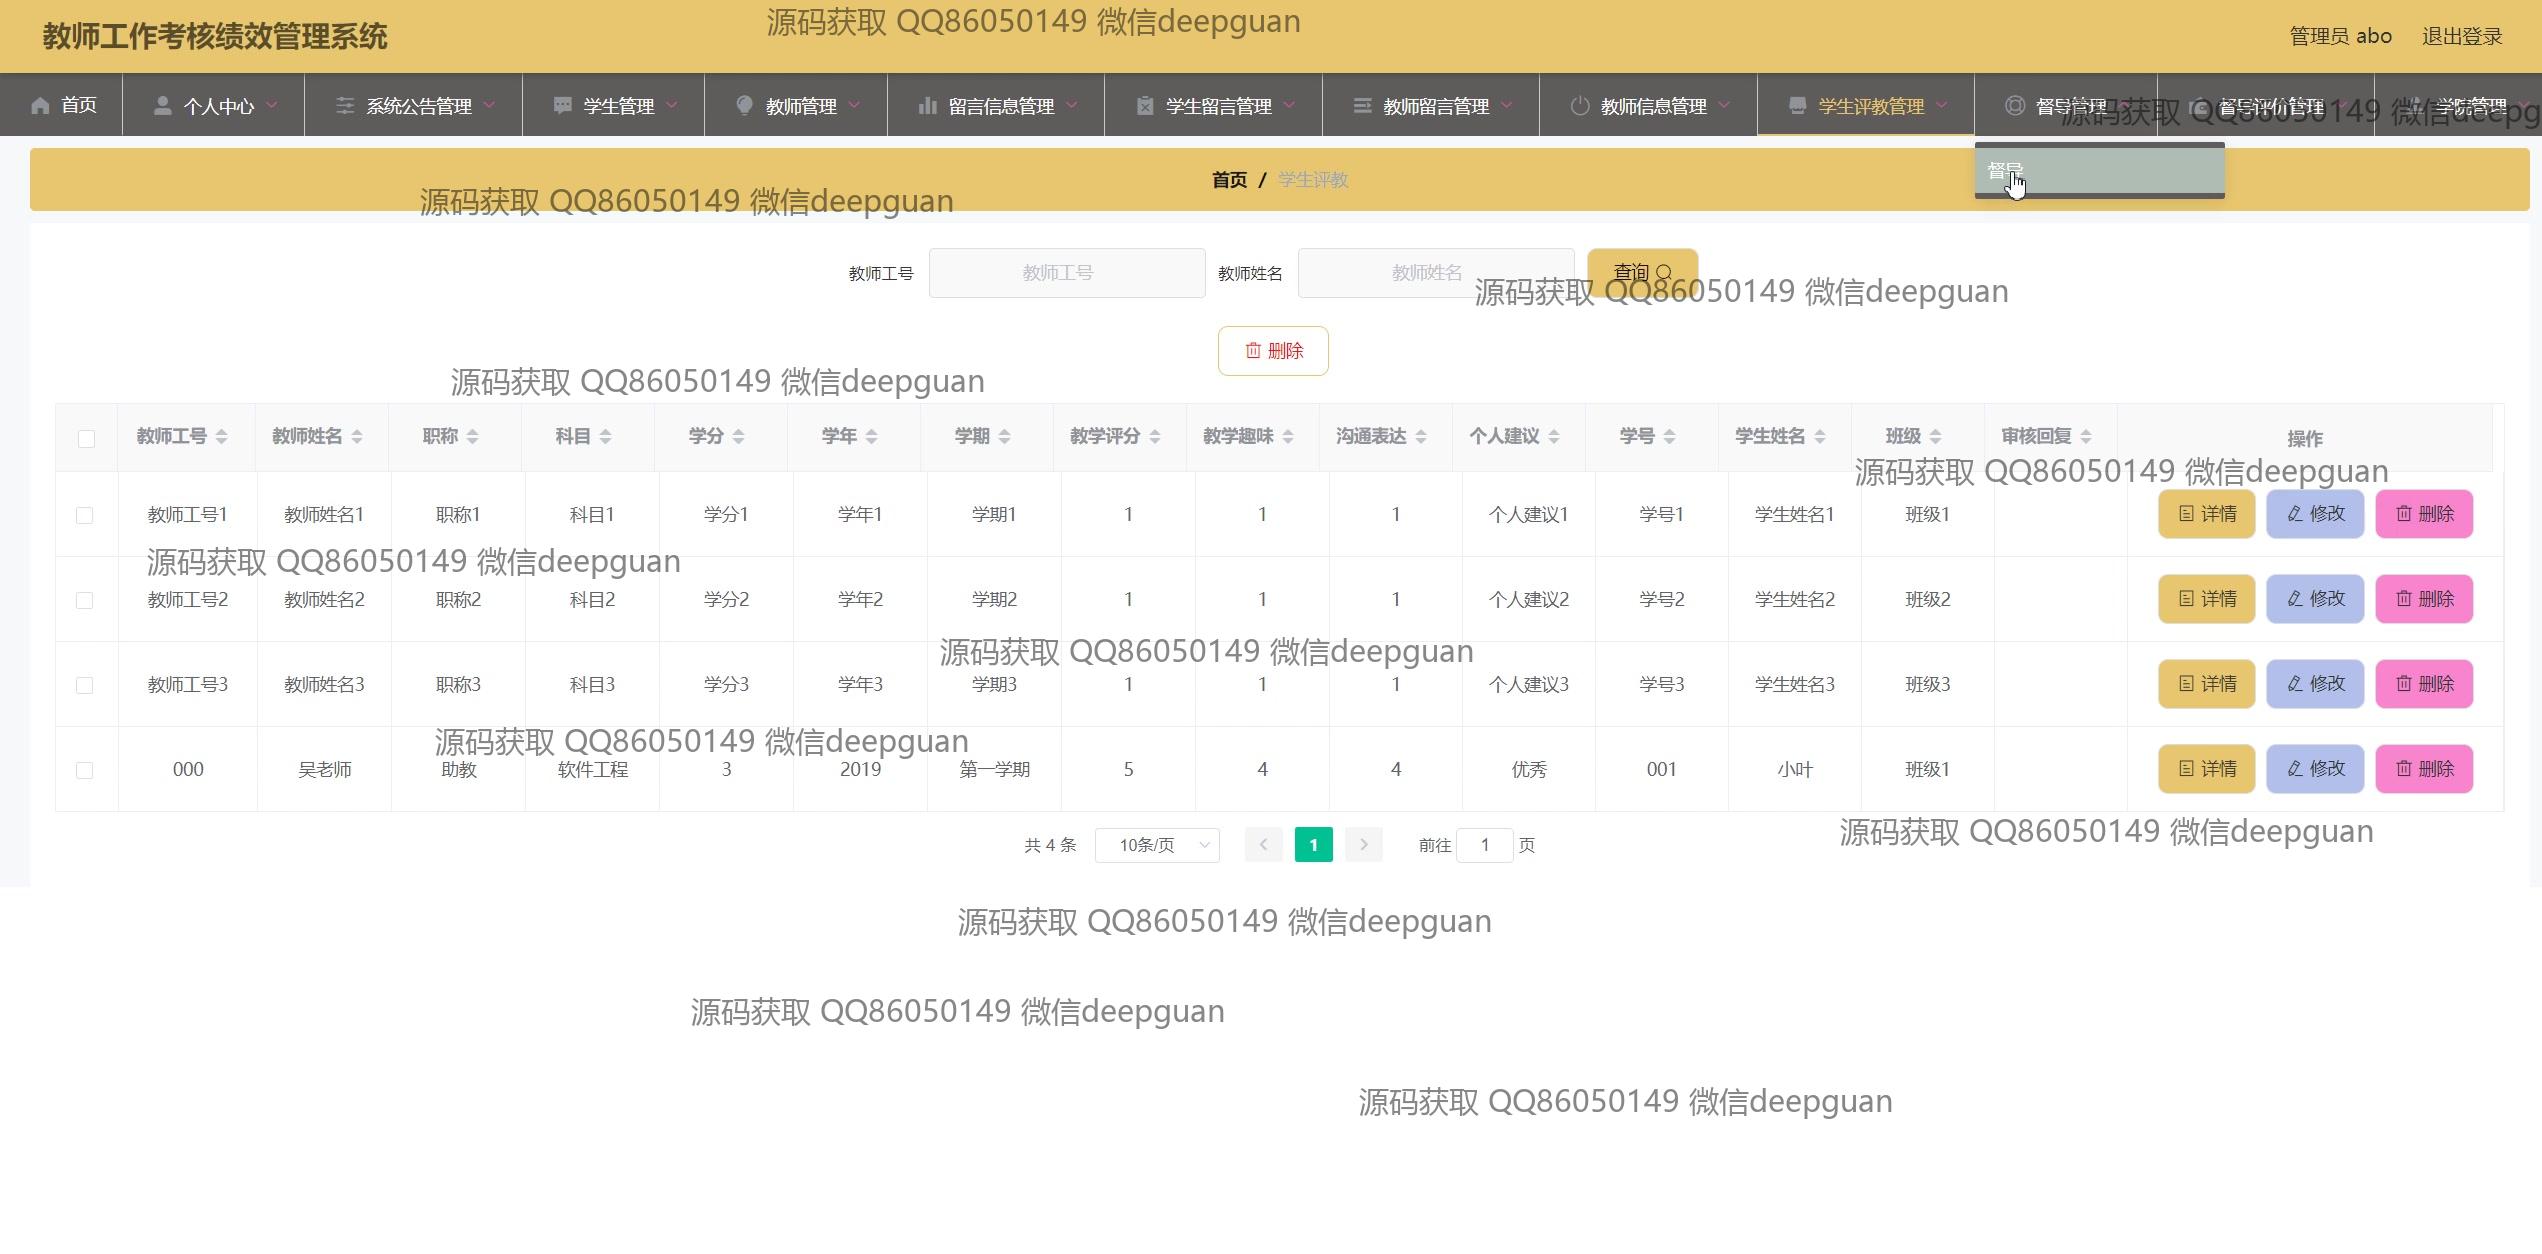 教师工作考核绩效管理系统
源码获取 QQ86050149 微信deepguan
管理员 abo 退出登录
首页 个人中心 系统公告管理 学生管理 教师管理 留言信息管理 学生留言管理 教师留言管理 教师信息管理 学生评教管理 督导管理 督导评价管理 学院管理
源码获取 QQ86050149 微信deepg
首页 / 学生评教
督导
源码获取 QQ86050149 微信deepguan
教师工号 教师工号 教师姓名 教师姓名 查询
源码获取 QQ86050149 微信deepguan
删除
源码获取 QQ86050149 微信deepguan
教师工号 教师姓名 职称 科目 学分 学年 学期 教学评分 教学趣味 沟通表达 个人建议 学号 学生姓名 班级 审核回复 操作
源码获取 QQ86050149 微信deepguan
教师工号1 教师姓名1 职称1 科目1 学分1 学年1 学期1 1 1 1 个人建议1 学号1 学生姓名1 班级1 详情 修改 删除
源码获取 QQ86050149 微信deepguan
教师工号2 教师姓名2 职称2 科目2 学分2 学年2 学期2 1 1 1 个人建议2 学号2 学生姓名2 班级2 详情 修改 删除
源码获取 QQ86050149 微信deepguan
教师工号3 教师姓名3 职称3 科目3 学分3 学年3 学期3 1 1 1 个人建议3 学号3 学生姓名3 班级3 详情 修改 删除
源码获取 QQ86050149 微信deepguan
000 吴老师 助教 软件工程 3 2019 第一学期 5 4 4 优秀 001 小叶 班级1 详情 修改 删除
源码获取 QQ86050149 微信deepguan
共 4 条 10条/页 1 前往 1 页
源码获取 QQ86050149 微信deepguan
源码获取 QQ86050149 微信deepguan
源码获取 QQ86050149 微信deepguan